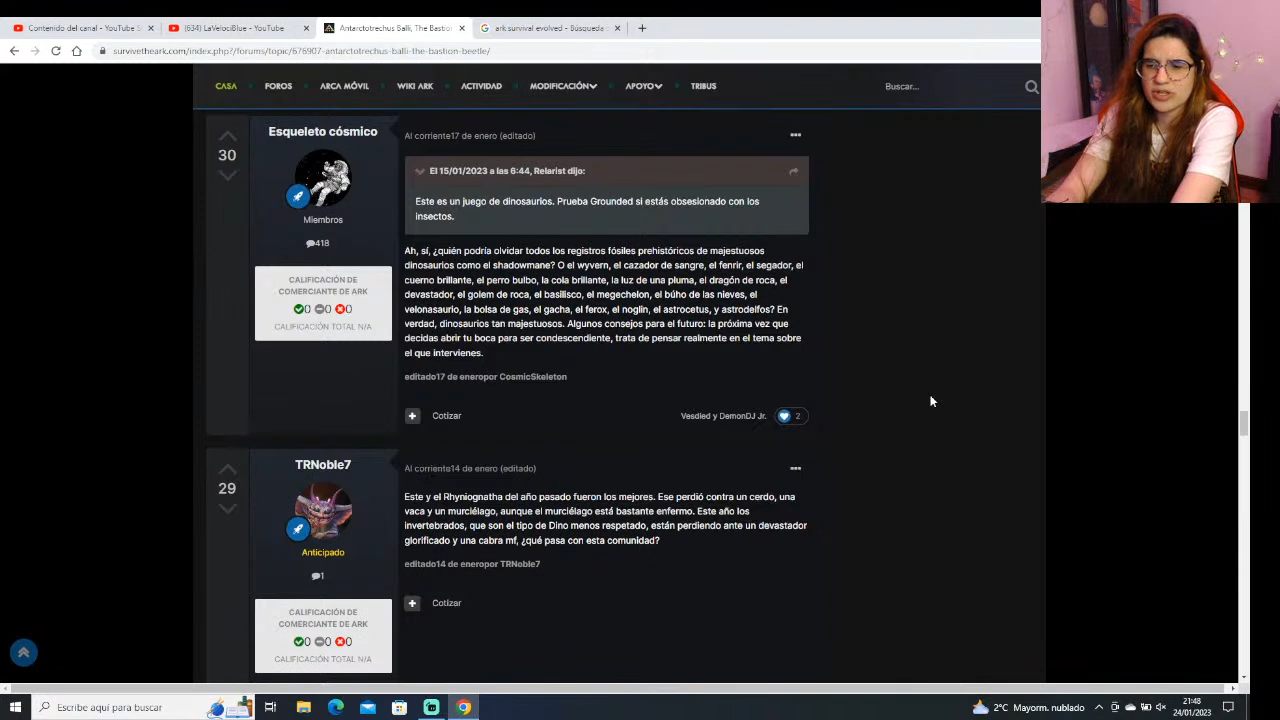 Contenido del canal - YouTube S
(634) LaVelociBlue - YouTube
Antarctotrechus Balli, The Bastion
ark survival evolved - Búsqueda
survivetheark.com/index.php?/forums/topic/676907-antarctotrechus-balli-the-bastion-beetle/
CASA FOROS ARCA MÓVIL WIKI ARK ACTIVIDAD MODIFICACIÓN APOYO TRIBUS Buscar...
30
Esqueleto cósmico
Miembros
418
CALIFICACIÓN DE
COMERCIANTE DE ARK
0 0 0
CALIFICACIÓN TOTAL N/A
Al corriente17 de enero (editado)
El 15/01/2023 a las 6:44, Relarist dijo:
Este es un juego de dinosaurios. Prueba Grounded si estás obsesionado con los
insectos.
Ah, sí, ¿quién podría olvidar todos los registros fósiles prehistóricos de majestuosos
dinosaurios como el shadowmane? O el wyvern, el cazador de sangre, el fenrir, el segador, el
cuerno brillante, el perro bulbo, la cola brillante, la luz de una pluma, el dragón de roca, el
devastador, el golem de roca, el basilisco, el megechelon, el búho de las nieves, el
velonasaurio, la bolsa de gas, el gacha, el ferox, el noglin, el astrocetus, y astrodelfos? En
verdad, dinosaurios tan majestuosos. Algunos consejos para el futuro: la próxima vez que
decidas abrir tu boca para ser condescendiente, trata de pensar realmente en el tema sobre
el que intervienes.
editado17 de eneropor CosmicSkeleton
Cotizar
Vesdied y DemonDJ Jr. 2
29
TRNoble7
Anticipado
1
CALIFICACIÓN DE
COMERCIANTE DE ARK
0 0 0
CALIFICACIÓN TOTAL N/A
Al corriente14 de enero (editado)
Este y el Rhyniognatha del año pasado fueron los mejores. Ese perdió contra un cerdo, una
vaca y un murciélago, aunque el murciélago está bastante enfermo. Este año los
invertebrados, que son el tipo de Dino menos respetado, están perdiendo ante un devastador
glorificado y una cabra mf, ¿qué pasa con esta comunidad?
editado14 de eneropor TRNoble7
Cotizar
Escribe aquí para buscar
2°C Mayorm. nublado
21:48
24/01/2023